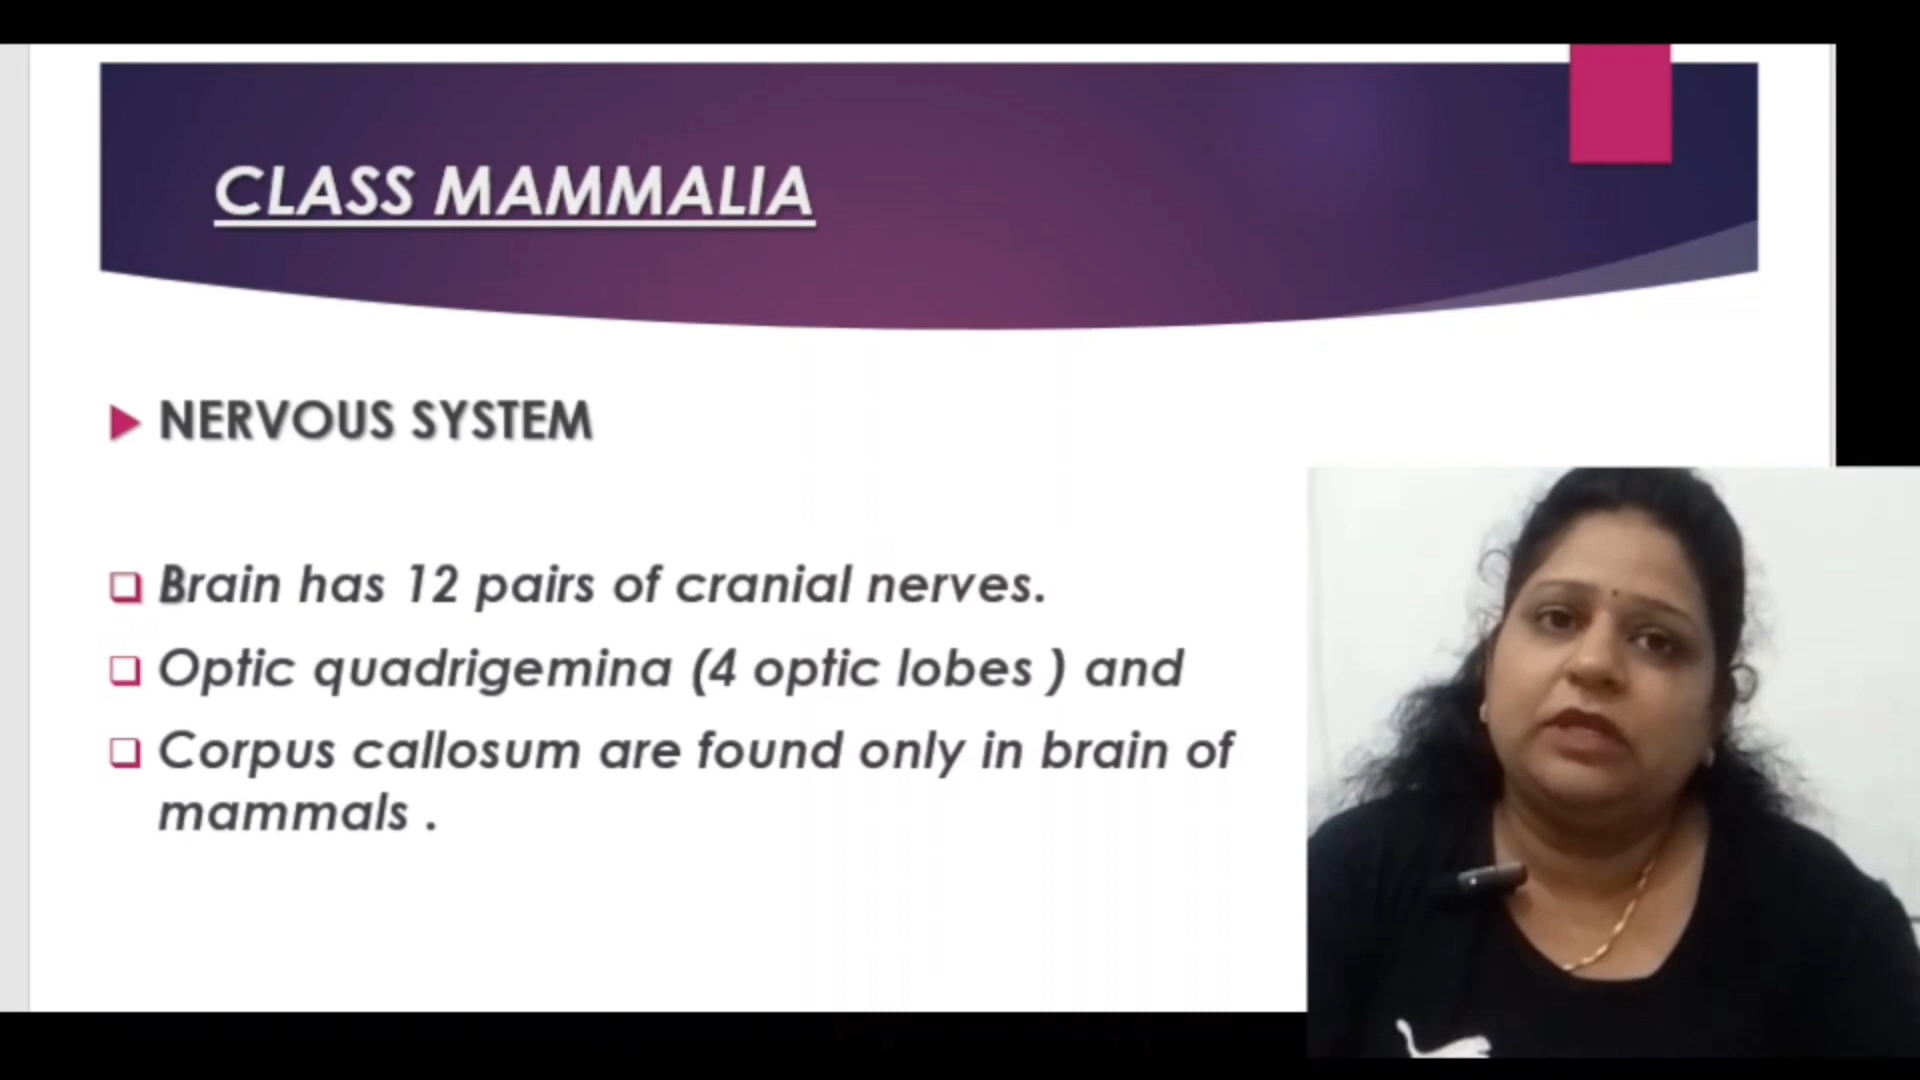 CLASS MAMMALIA
NERVOUS SYSTEM
Brain has 12 pairs of cranial nerves.
Optic quadrigemina (4 optic lobes ) and
Corpus callosum are found only in brain of
mammals .